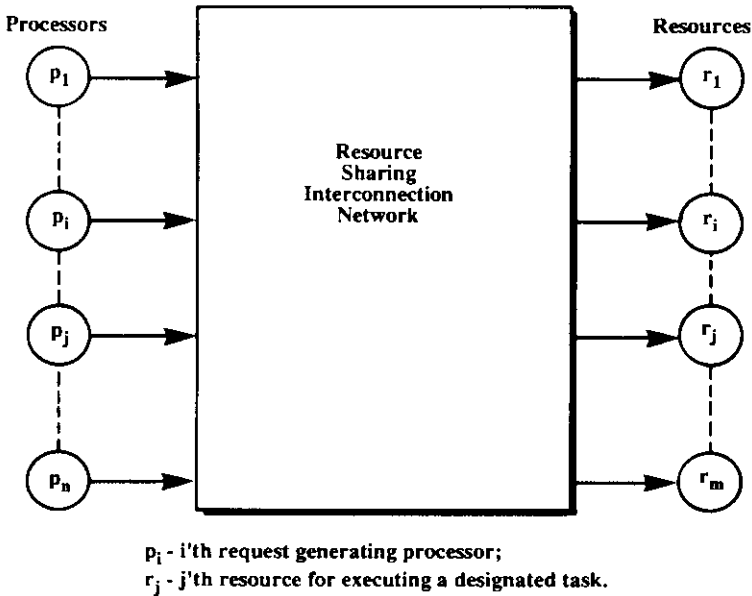 Processors
Resources
p₁
r₁
Resource
Sharing
Interconnection
Network
pᵢ
rᵢ
pⱼ
rⱼ
pₙ
rₘ
pᵢ - i'th request generating processor;
rⱼ - j'th resource for executing a designated task.